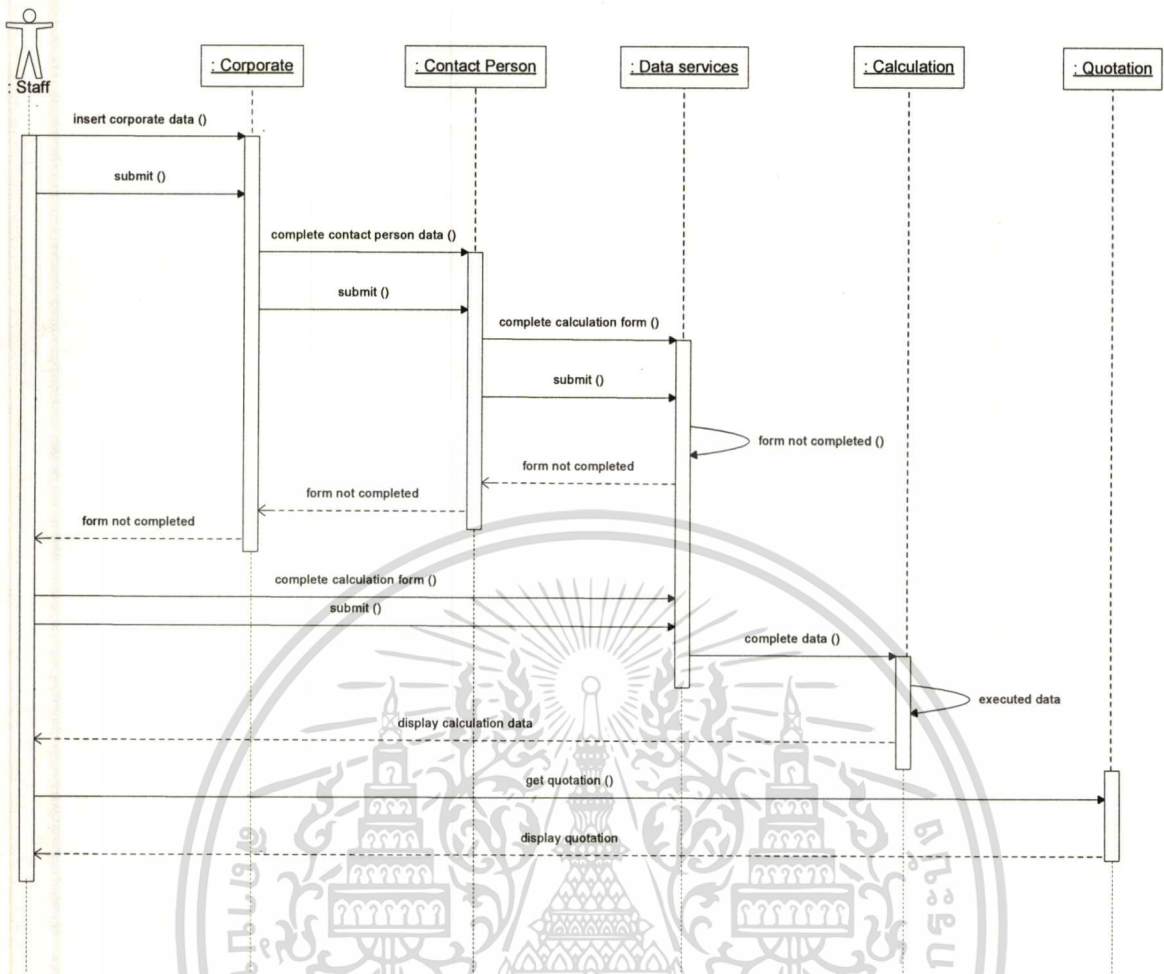 : Staff
: Corporate
: Contact Person
: Data services
: Calculation
: Quotation
insert corporate data ()
submit ()
complete contact person data ()
submit ()
complete calculation form ()
submit ()
form not completed ()
form not completed
form not completed
form not completed
complete calculation form ()
submit ()
complete data ()
executed data
display calculation data
get quotation ()
display quotation